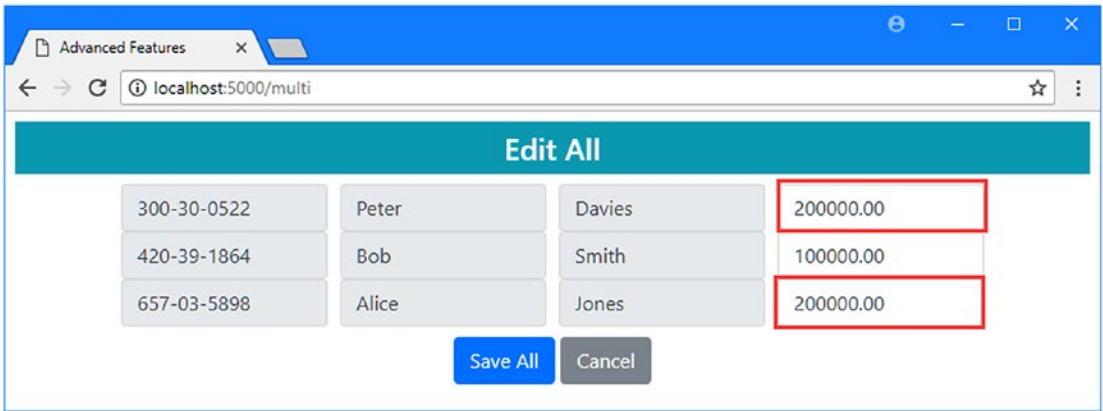 Advanced Features
localhost:5000/multi
Edit All
300-30-0522 Peter Davies 200000.00
420-39-1864 Bob Smith 100000.00
657-03-5898 Alice Jones 200000.00
Save All Cancel